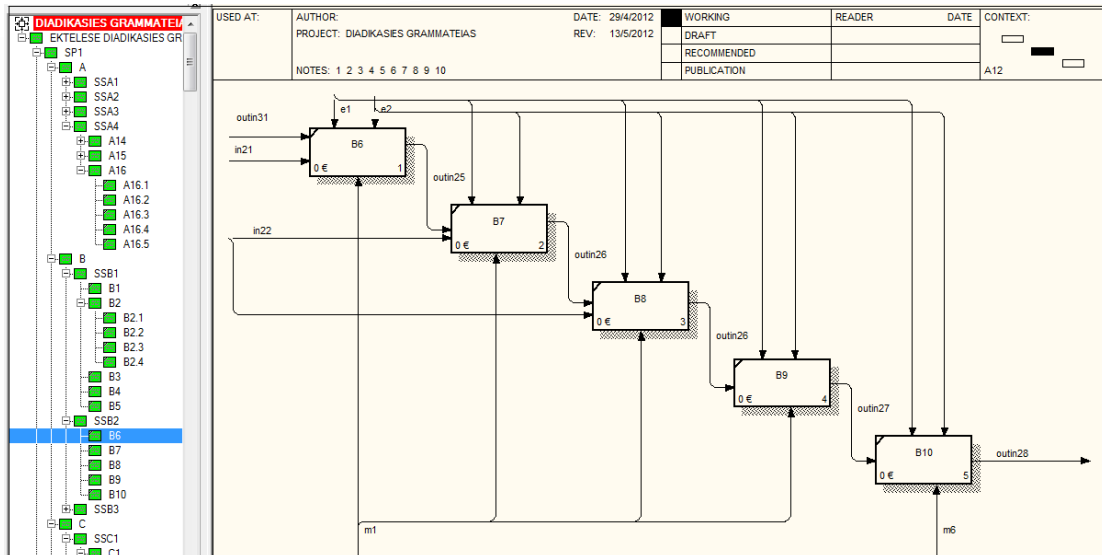 DIADIKASIES GRAMMATEIA
EKTELESE DIADIKASIES GR
SP1
A
SSA1
SSA2
SSA3
SSA4
A14
A15
A16
A16.1
A16.2
A16.3
A16.4
A16.5
B
SSB1
B1
B2
B2.1
B2.2
B2.3
B2.4
B3
B4
B5
SSB2
B6
B7
B8
B9
B10
SSB3
C
SSC1
C1
USED AT: AUTHOR: DATE: 29/4/2012 WORKING READER DATE CONTEXT:
PROJECT: DIADIKASIES GRAMMATEIAS REV: 13/5/2012 DRAFT
RECOMMENDED
NOTES: 1 2 3 4 5 6 7 8 9 10 PUBLICATION A12
e1 e2
outin31
in21
B6
0 € 1
outin25
in22
B7
0 € 2
outin26
B8
0 € 3
outin26
B9
0 € 4
outin27
B10
0 € 5
outin28
m1 m6